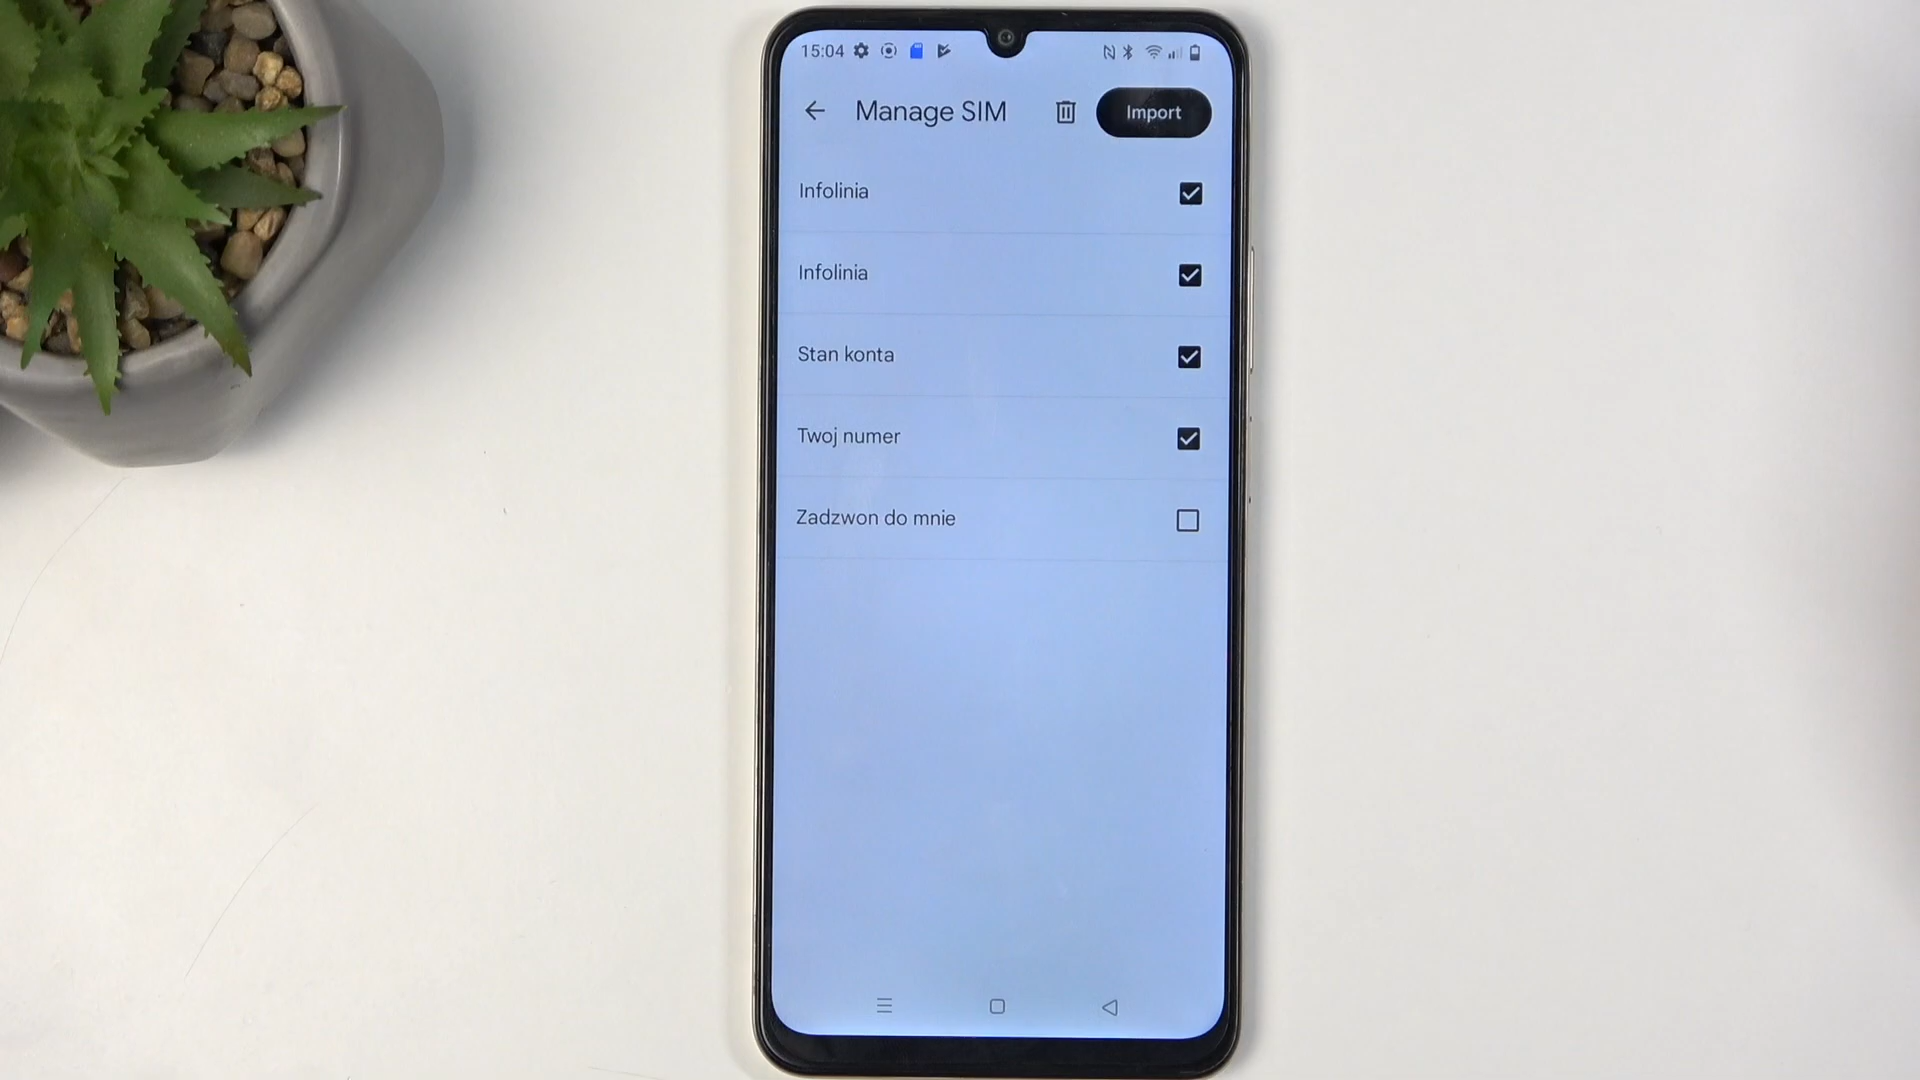 15:04
Manage SIM
Import
Infolinia
Infolinia
Stan konta
Twoj numer
Zadzwon do mnie